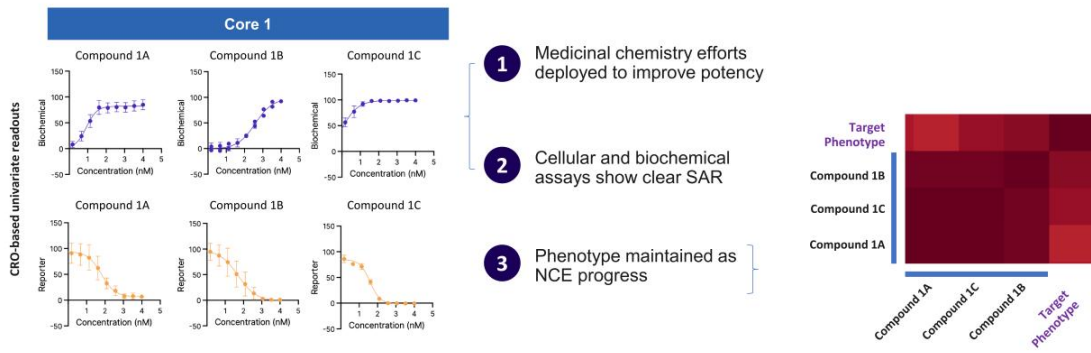 Core 1
CRO-based univariate readouts
Compound 1A
Biochemical
150
100
50
0
-50
1 2 3 4 5
Concentration (nM)
Compound 1B
Biochemical
150
100
50
0
-50
1 2 3 4 5
Concentration (nM)
Compound 1C
Biochemical
150
100
50
0
-50
1 2 3 4 5
Concentration (nM)
Compound 1A
Reporter
150
100
50
0
-50
1 2 3 4 5
Concentration (nM)
Compound 1B
Reporter
150
100
50
0
-50
1 2 3 4 5
Concentration (nM)
Compound 1C
Reporter
150
100
50
0
-50
1 2 3 4 5
Concentration (nM)
1
Medicinal chemistry efforts
deployed to improve potency
2
Cellular and biochemical
assays show clear SAR
3
Phenotype maintained as
NCE progress
Target
Phenotype
Compound 1B
Compound 1C
Compound 1A
Compound 1A
Compound 1C
Compound 1B
Target
Phenotype